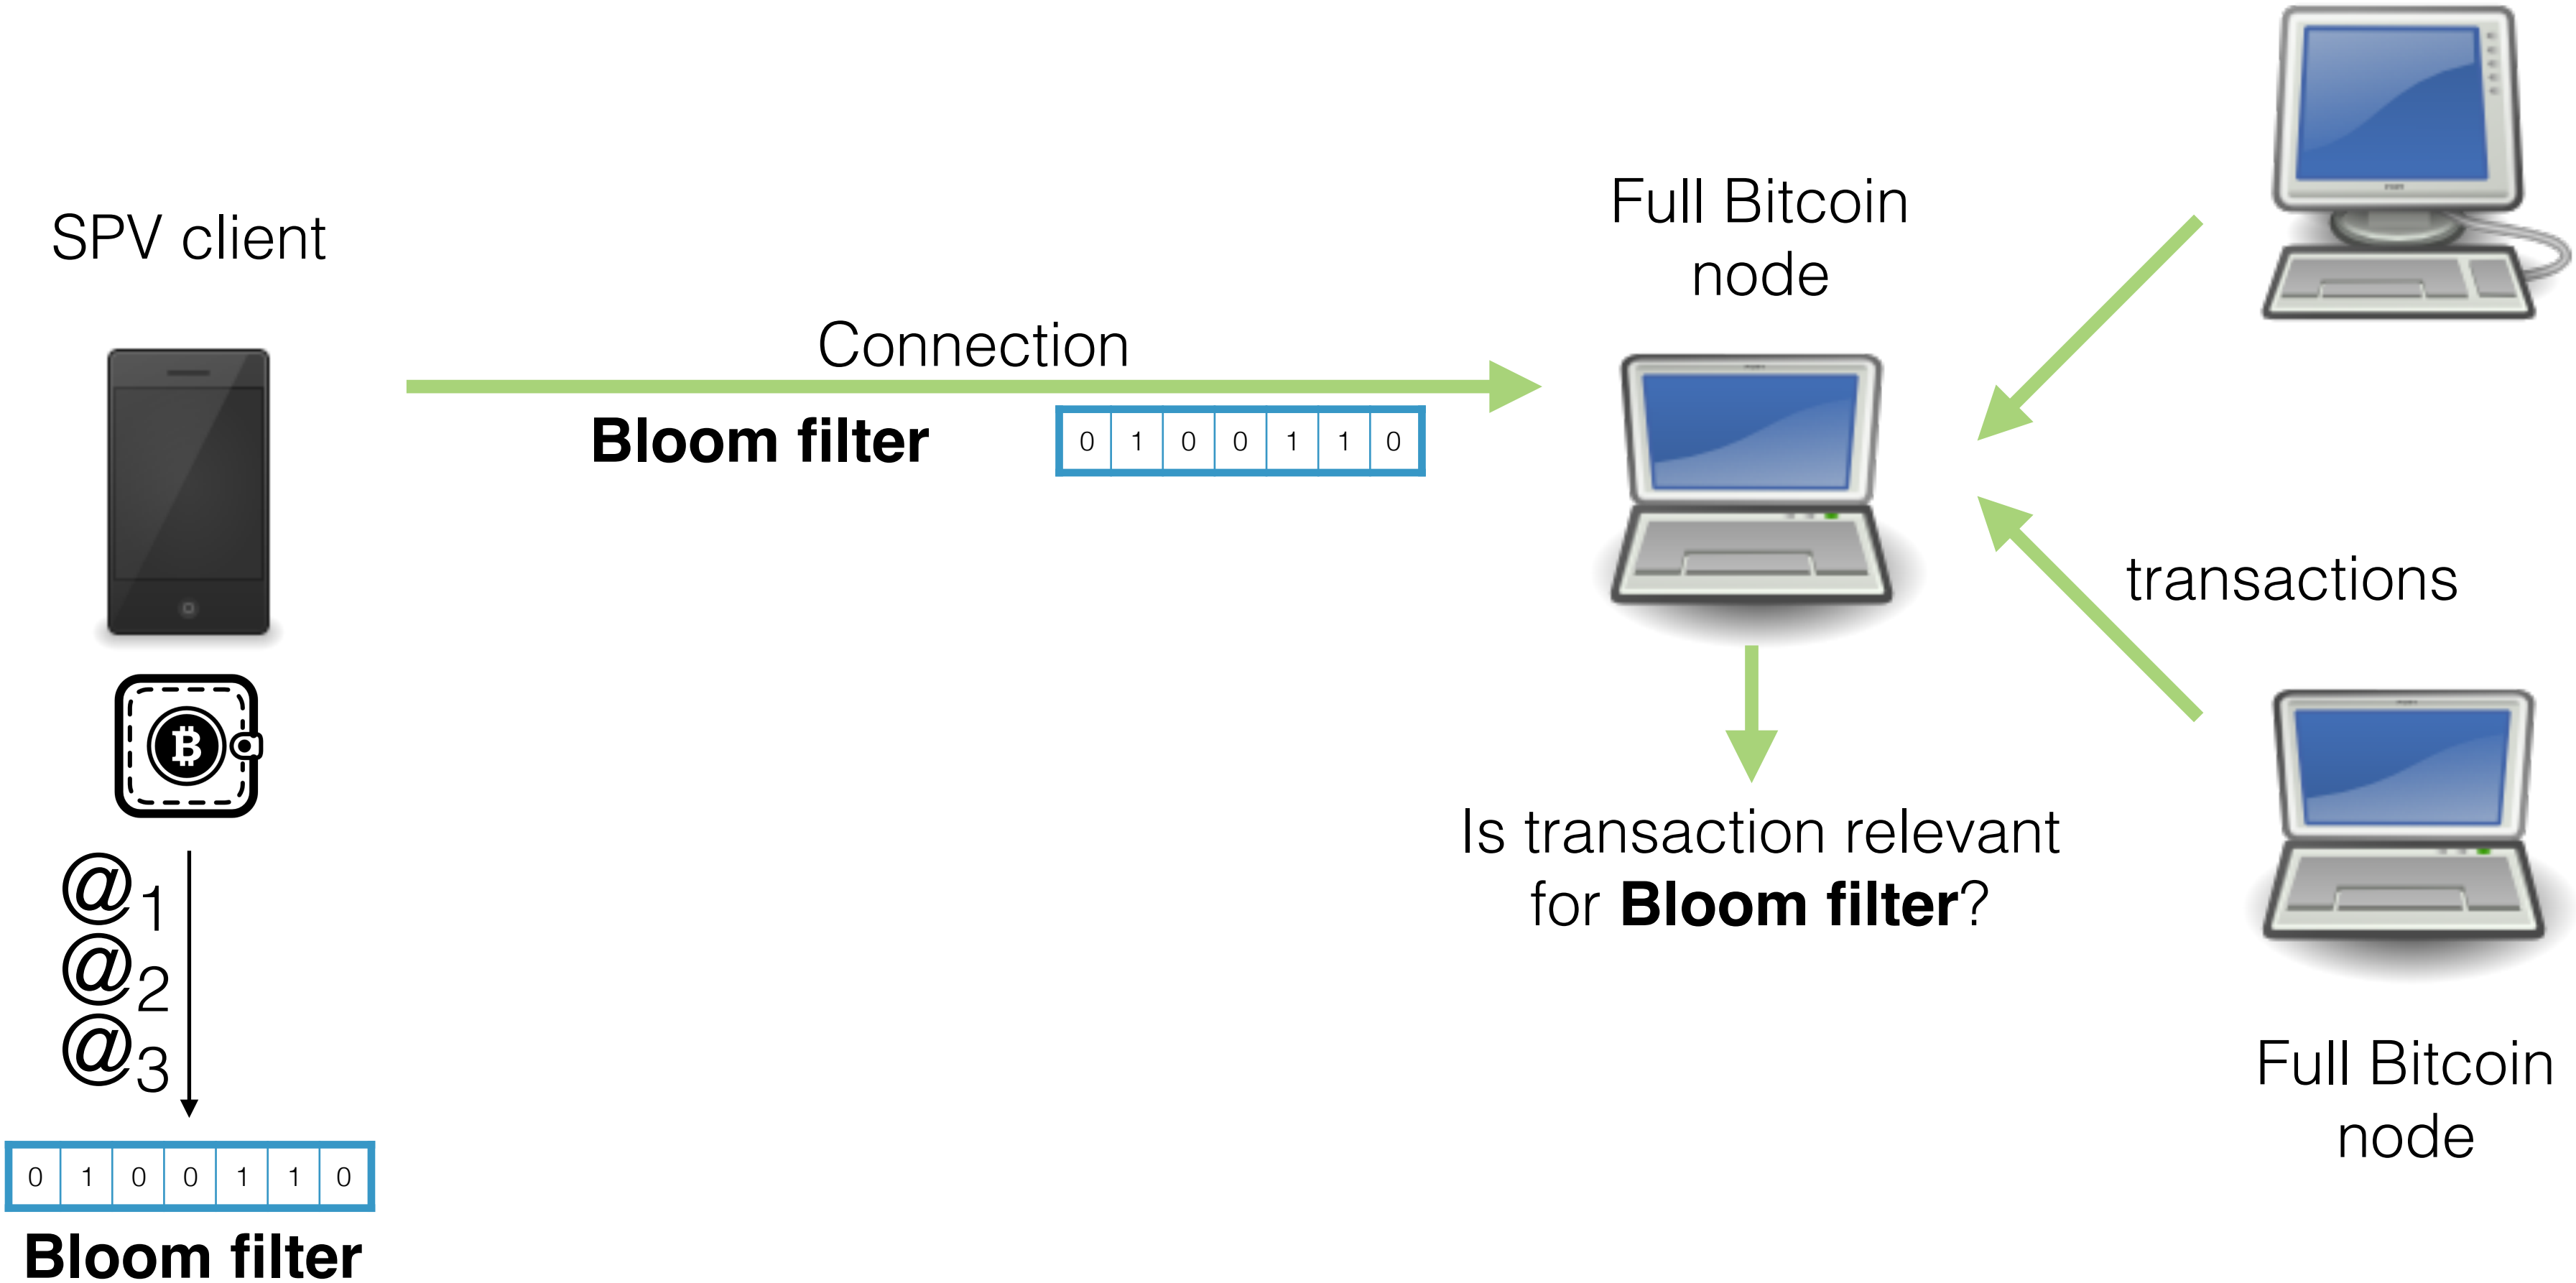 SPV client
Connection
Bloom filter
0 1 0 0 1 1 0
Full Bitcoin
node
transactions
Is transaction relevant
for Bloom filter?
Full Bitcoin
node
₿
@1
@2
@3
0 1 0 0 1 1 0
Bloom filter